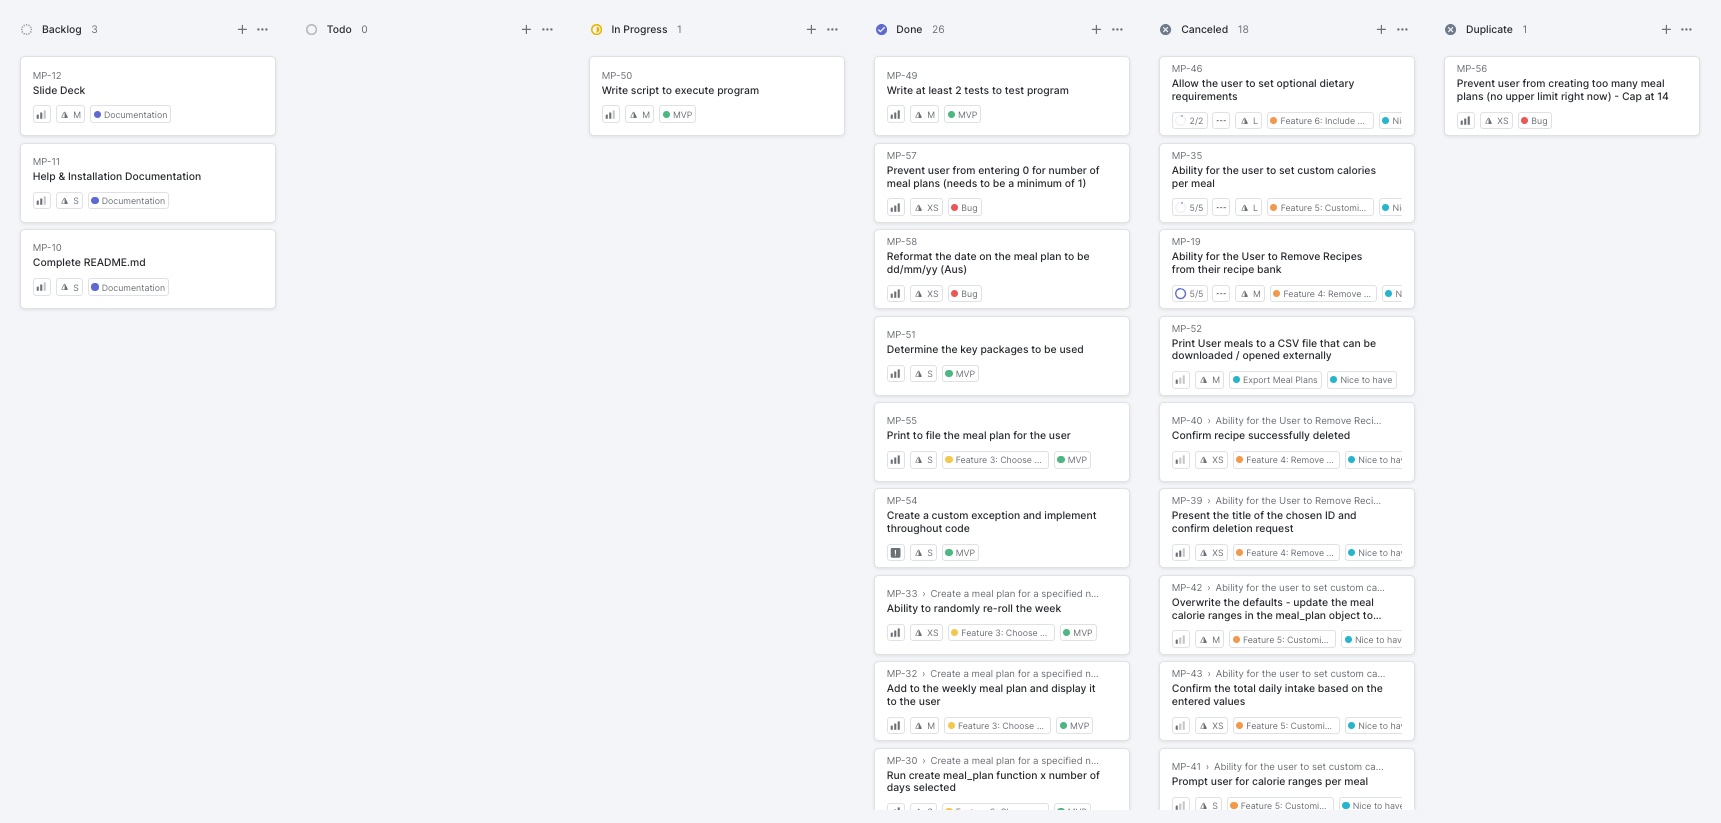 Backlog 3
MP-12
Slide Deck
M Documentation
MP-11
Help & Installation Documentation
S Documentation
MP-10
Complete README.md
S Documentation
Todo 0
In Progress 1
MP-50
Write script to execute program
M MVP
Done 26
MP-49
Write at least 2 tests to test program
M MVP
MP-57
Prevent user from entering 0 for number of
meal plans (needs to be a minimum of 1)
XS Bug
MP-58
Reformat the date on the meal plan to be
dd/mm/yy (Aus)
XS Bug
MP-51
Determine the key packages to be used
S MVP
MP-55
Print to file the meal plan for the user
S Feature 3: Choose ... MVP
MP-54
Create a custom exception and implement
throughout code
S MVP
MP-33 › Create a meal plan for a specified n...
Ability to randomly re-roll the week
XS Feature 3: Choose ... MVP
MP-32 › Create a meal plan for a specified n...
Add to the weekly meal plan and display it
to the user
M Feature 3: Choose ... MVP
MP-30 › Create a meal plan for a specified n...
Run create meal_plan function x number of
days selected
Canceled 18
MP-46
Allow the user to set optional dietary
requirements
2/2 --- L Feature 6: Include ... Nic
MP-35
Ability for the user to set custom calories
per meal
5/5 --- L Feature 5: Customi... Ni
MP-19
Ability for the User to Remove Recipes
from their recipe bank
5/5 --- M Feature 4: Remove ... N
MP-52
Print User meals to a CSV file that can be
downloaded / opened externally
M Export Meal Plans Nice to have
MP-40 › Ability for the User to Remove Reci...
Confirm recipe successfully deleted
XS Feature 4: Remove ... Nice to hav
MP-39 › Ability for the User to Remove Reci...
Present the title of the chosen ID and
confirm deletion request
XS Feature 4: Remove ... Nice to hav
MP-42 › Ability for the user to set custom ca...
Overwrite the defaults - update the meal
calorie ranges in the meal_plan object to...
M Feature 5: Customi... Nice to hav
MP-43 › Ability for the user to set custom ca...
Confirm the total daily intake based on the
entered values
XS Feature 5: Customi... Nice to hav
MP-41 › Ability for the user to set custom ca...
Prompt user for calorie ranges per meal
S Feature 5: Customi... Nice to hav
Duplicate 1
MP-56
Prevent user from creating too many meal
plans (no upper limit right now) - Cap at 14
XS Bug